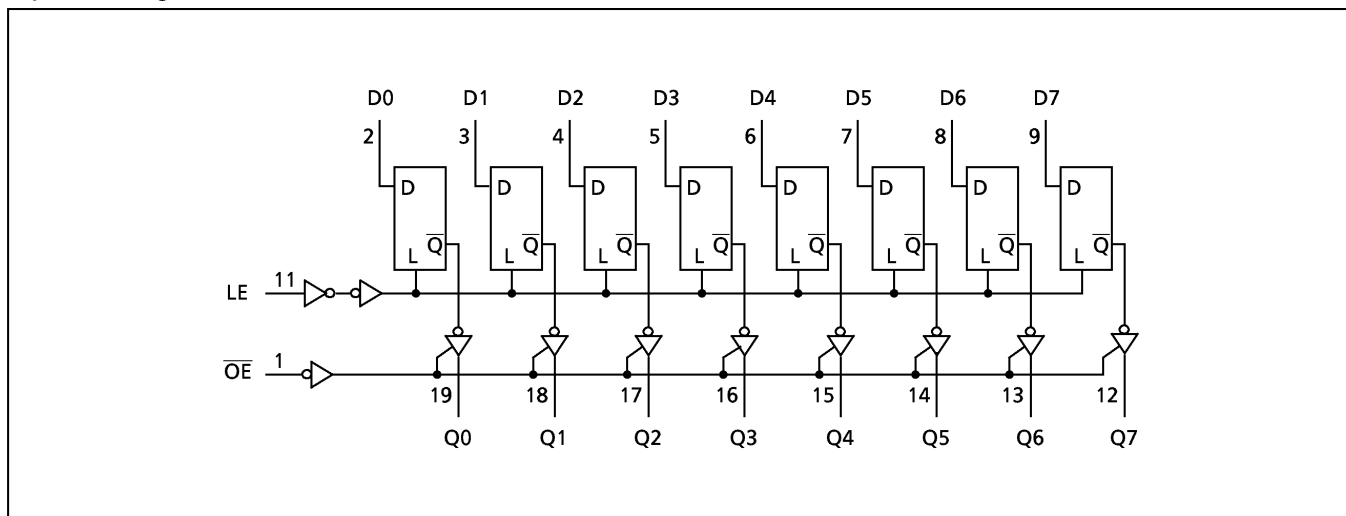 D0 D1 D2 D3 D4 D5 D6 D7
2 3 4 5 6 7 8 9
D D D D D D D D
Q̅ Q̅ Q̅ Q̅ Q̅ Q̅ Q̅ Q̅
L L L L L L L L
LE 11
O̅E̅ 1
19 18 17 16 15 14 13 12
Q0 Q1 Q2 Q3 Q4 Q5 Q6 Q7